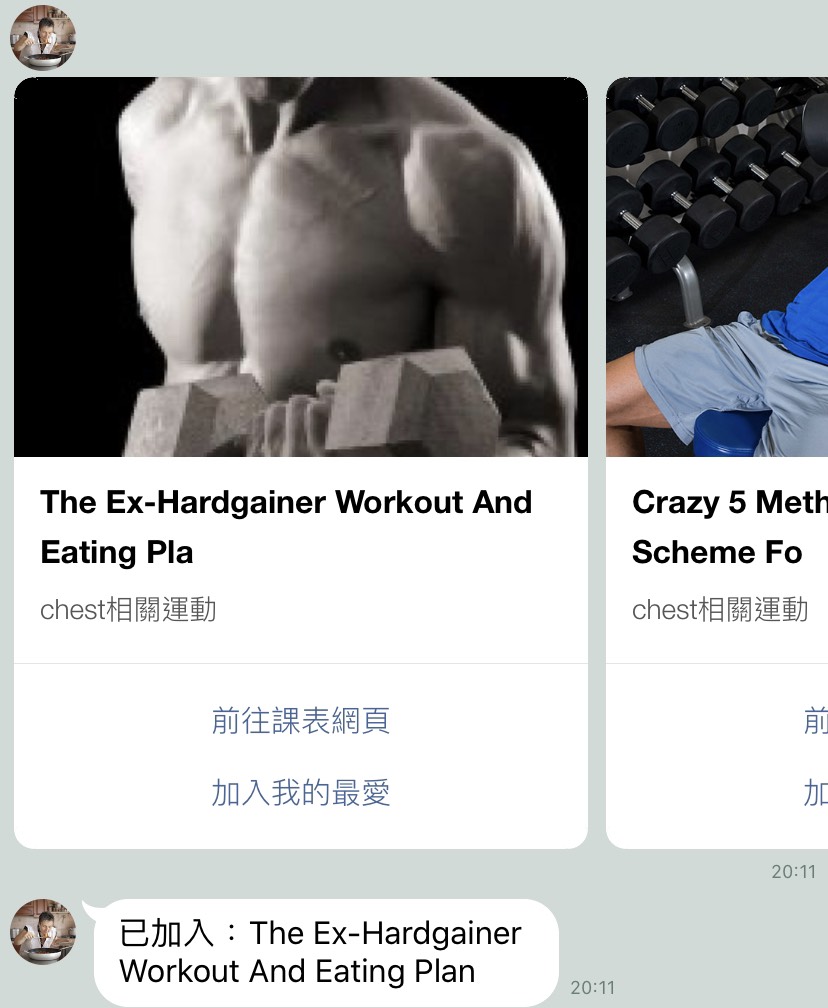 The Ex-Hardgainer Workout And
Eating Pla
chest相關運動
前往課表網頁
加入我的最愛
Crazy 5 Meth
Scheme Fo
chest相關運動
前
加
20:11
已加入：The Ex-Hardgainer
Workout And Eating Plan
20:11